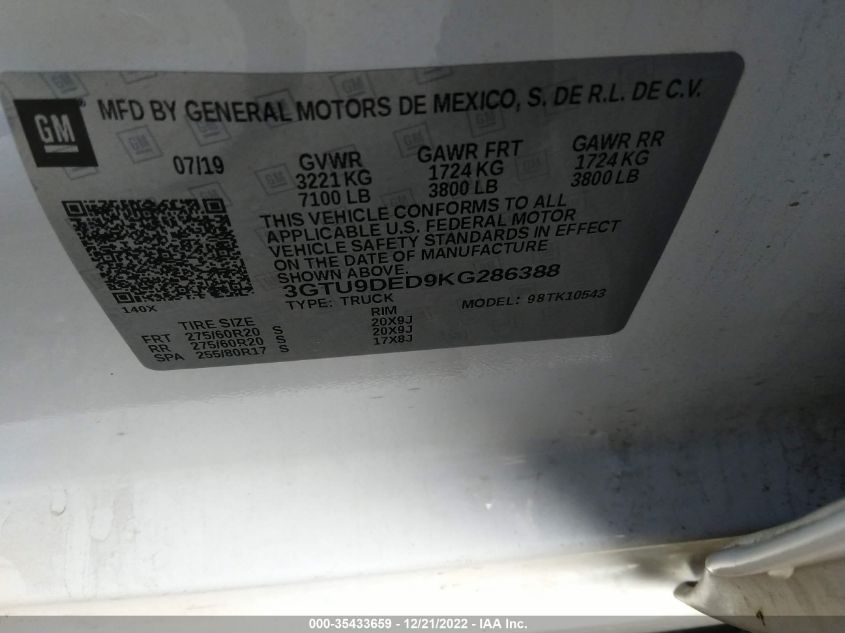 GM
MFD BY GENERAL MOTORS DE MEXICO, S. DE R.L. DE C.V.
07/19 GVWR GAWR FRT GAWR RR
3221 KG 1724 KG 1724 KG
7100 LB 3800 LB 3800 LB
THIS VEHICLE CONFORMS TO ALL
APPLICABLE U.S. FEDERAL MOTOR
VEHICLE SAFETY STANDARDS IN EFFECT
ON THE DATE OF MANUFACTURE
SHOWN ABOVE.
140X
3GTU9DED9KG286388
TYPE: TRUCK MODEL: 98TK10543
TIRE SIZE RIM
FRT 275/60R20 S 20X9J
RR 275/60R20 S 20X9J
SPA 255/80R17 S 17X8J
000-35433659 - 12/21/2022 - IAA Inc.